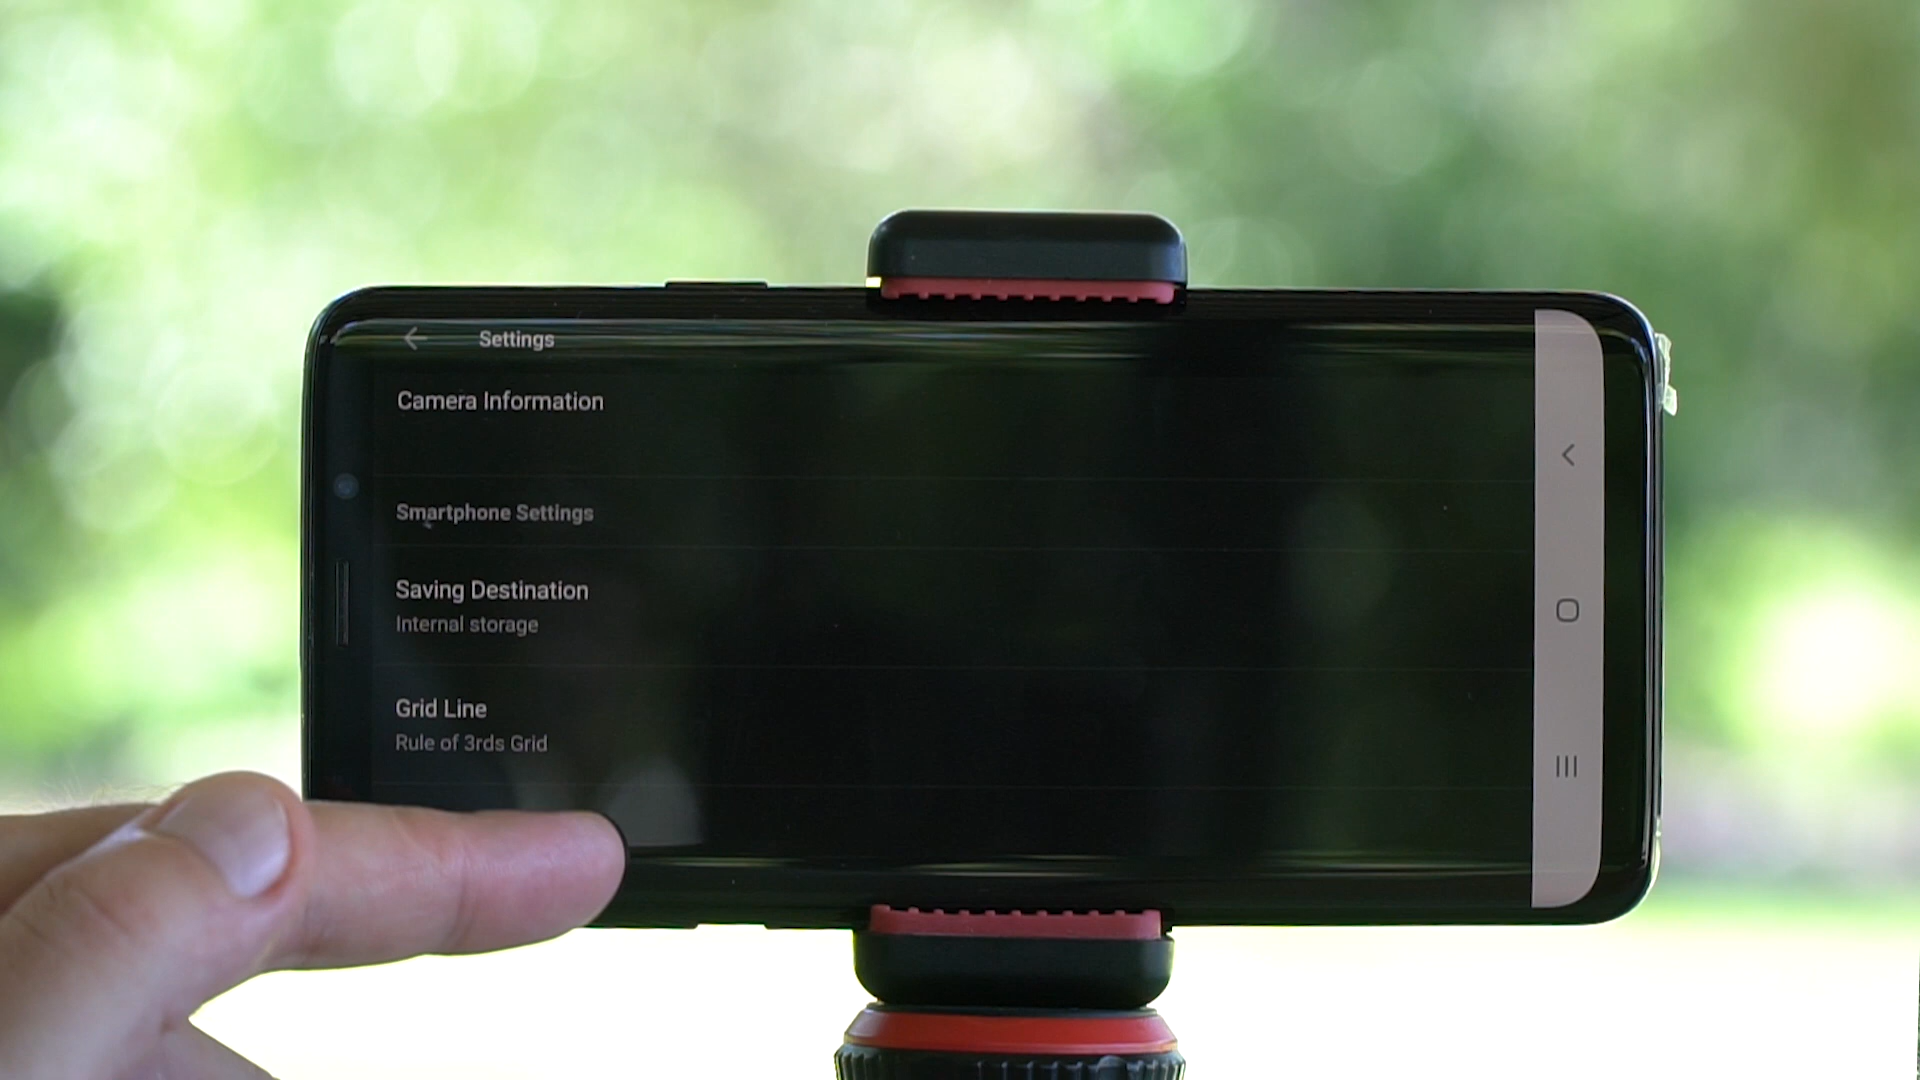 Settings
Camera Information
Smartphone Settings
Saving Destination
Internal storage
Grid Line
Rule of 3rds Grid